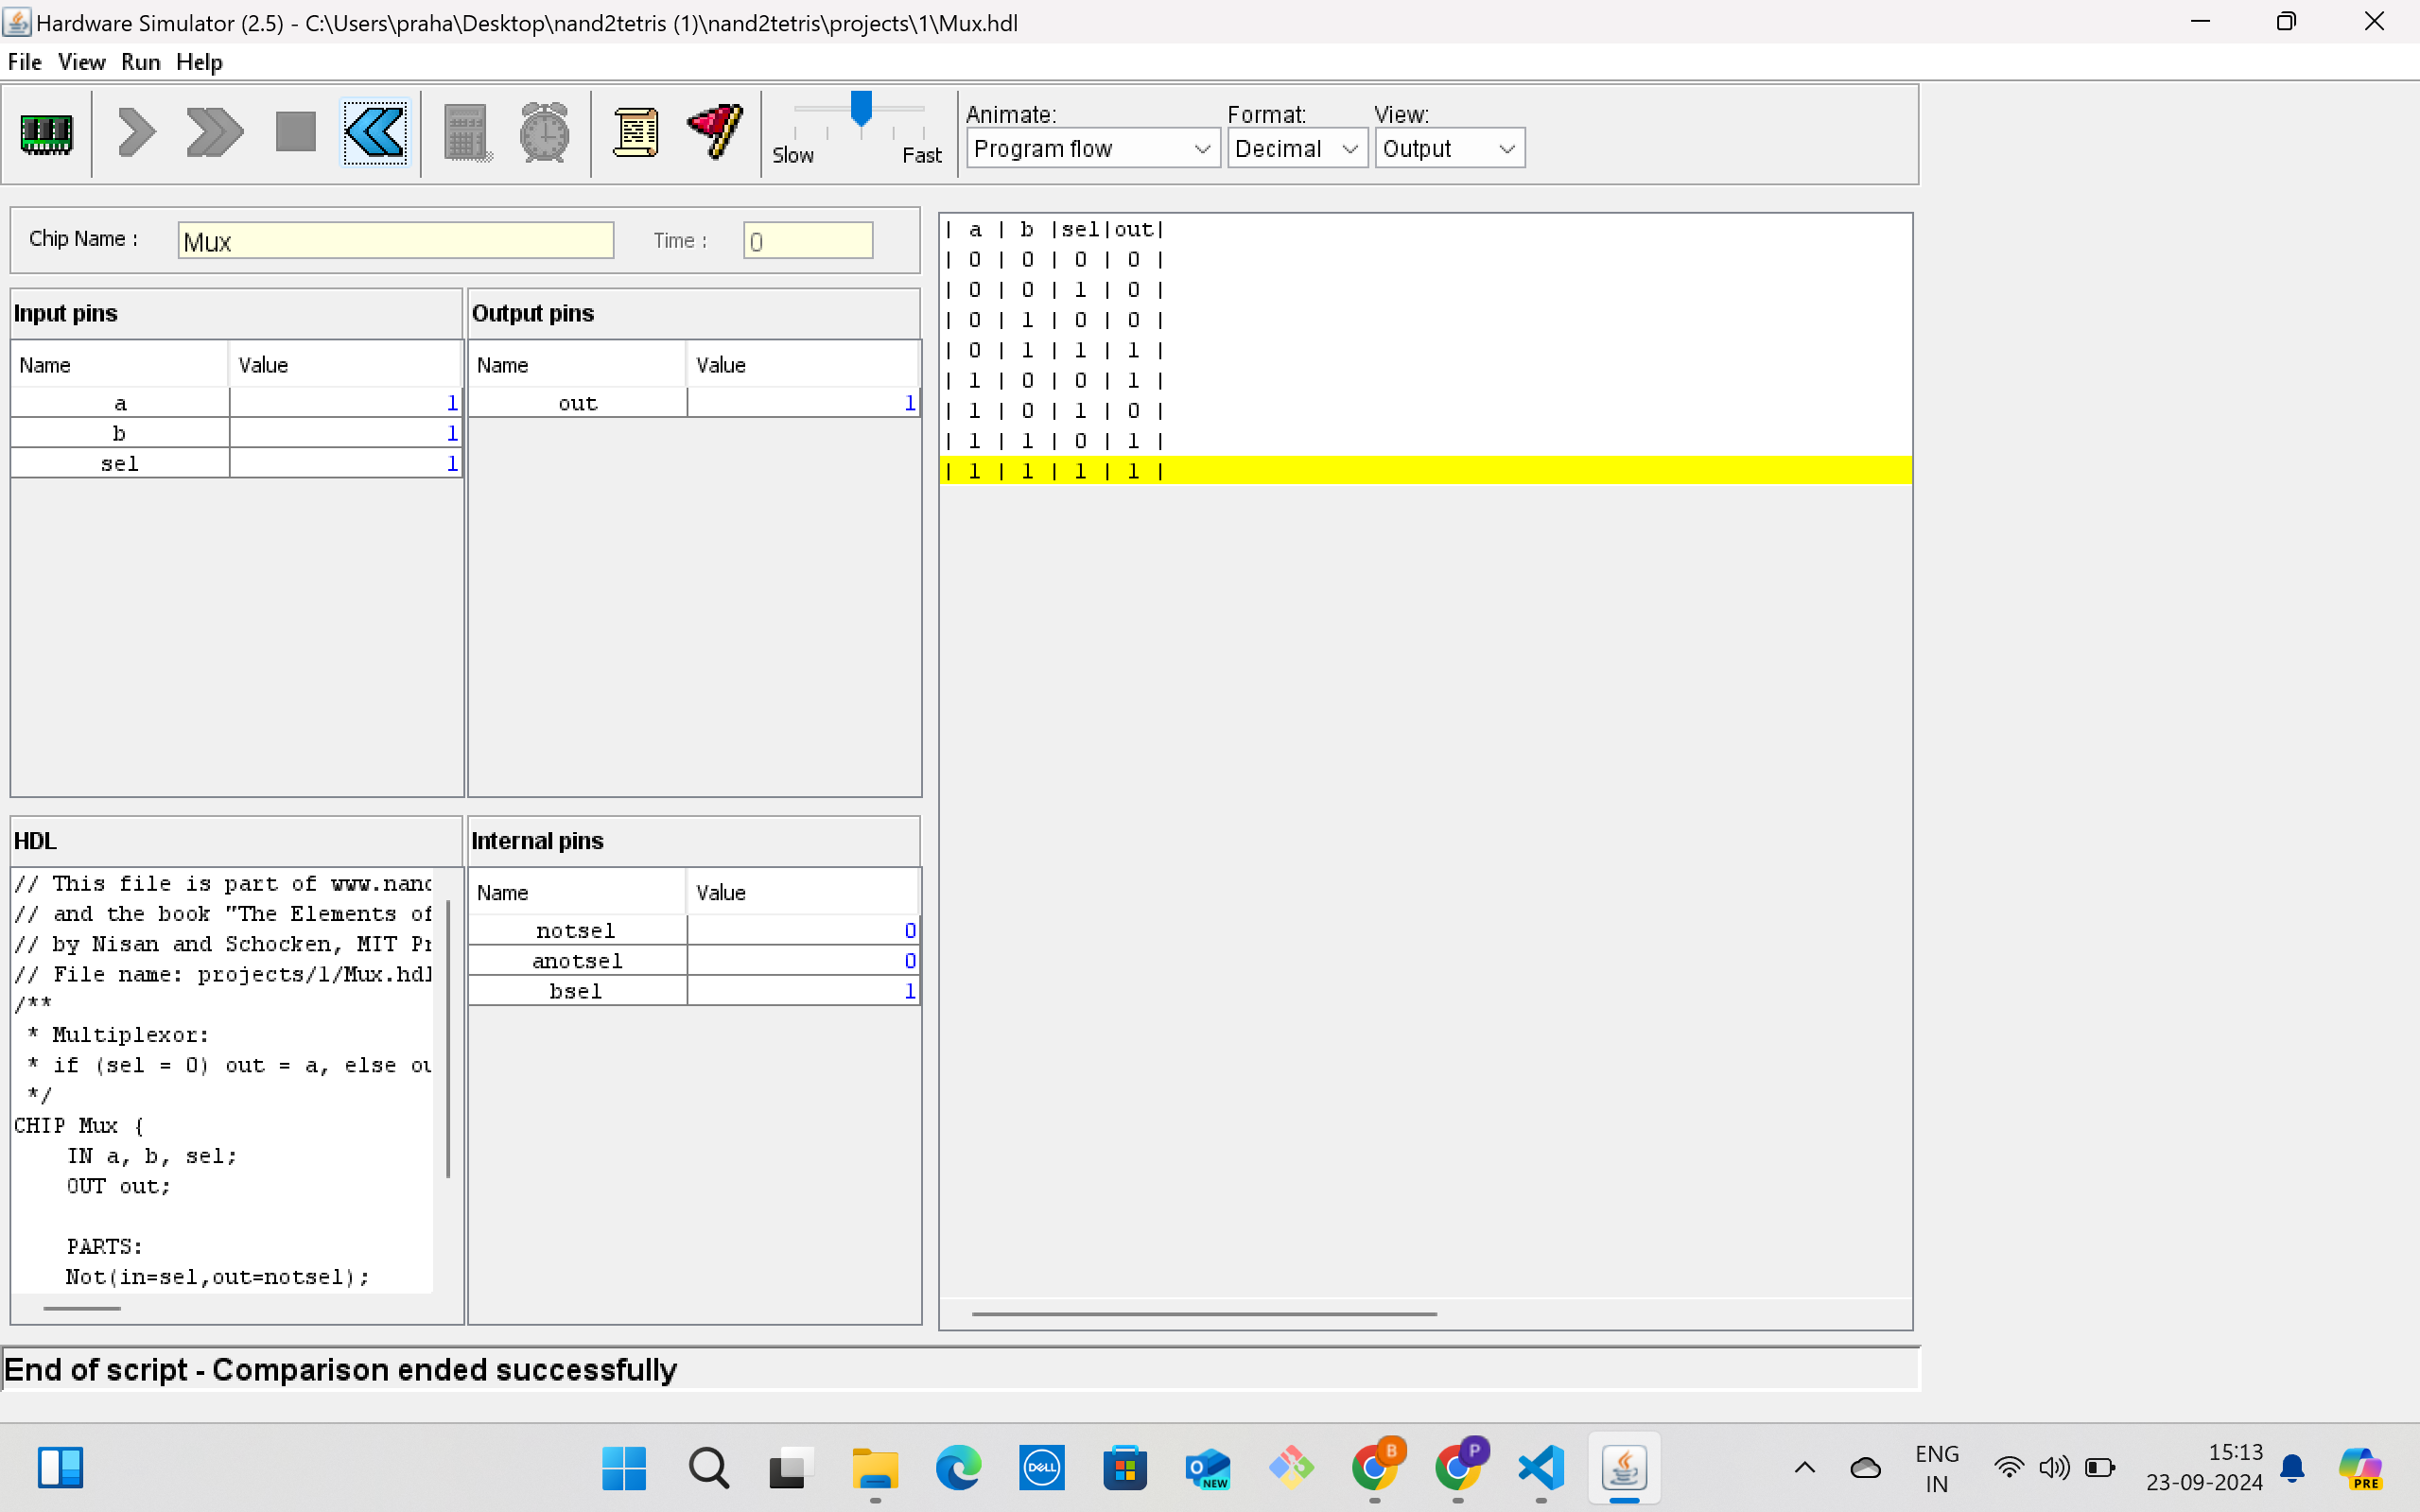 Hardware Simulator (2.5) - C:\Users\praha\Desktop\nand2tetris (1)\nand2tetris\projects\1\Mux.hdl
File View Run Help
Animate: Format: View:
Slow Fast Program flow Decimal Output
Chip Name : Mux Time : 0
Input pins
Name Value
a 1
b 1
sel 1
Output pins
Name Value
out 1
| a | b |sel|out|
| 0 | 0 | 0 | 0 |
| 0 | 0 | 1 | 0 |
| 0 | 1 | 0 | 0 |
| 0 | 1 | 1 | 1 |
| 1 | 0 | 0 | 1 |
| 1 | 0 | 1 | 0 |
| 1 | 1 | 0 | 1 |
| 1 | 1 | 1 | 1 |
HDL
// This file is part of www.nand
// and the book "The Elements of
// by Nisan and Schocken, MIT Pr
// File name: projects/1/Mux.hdl
/**
* Multiplexor:
* if (sel = 0) out = a, else ou
*/
CHIP Mux {
IN a, b, sel;
OUT out;
PARTS:
Not(in=sel,out=notsel);
Internal pins
Name Value
notsel 0
anotsel 0
bsel 1
End of script - Comparison ended successfully
DELL
O NEW
B
P
ENG
IN
15:13
23-09-2024
PRE